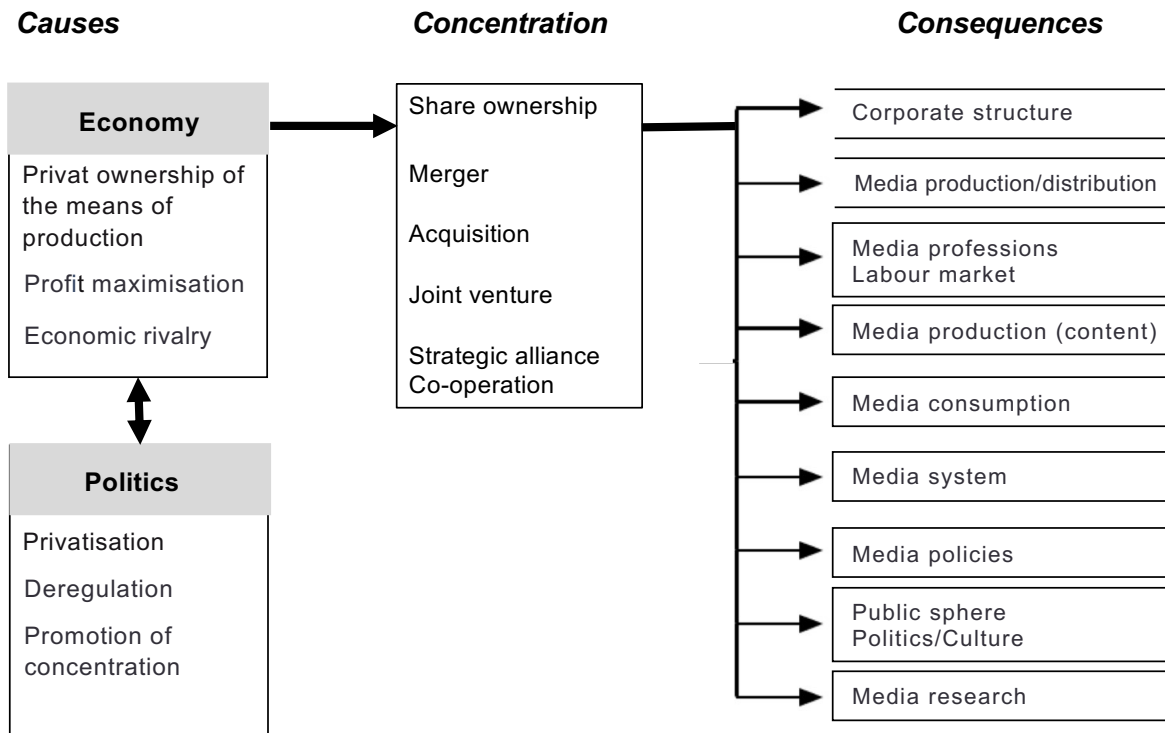 Causes
Concentration
Consequences
Economy
Privat ownership of
the means of
production
Profit maximisation
Economic rivalry
Politics
Privatisation
Deregulation
Promotion of
concentration
Share ownership
Merger
Acquisition
Joint venture
Strategic alliance
Co-operation
Corporate structure
Media production/distribution
Media professions
Labour market
Media production (content)
Media consumption
Media system
Media policies
Public sphere
Politics/Culture
Media research